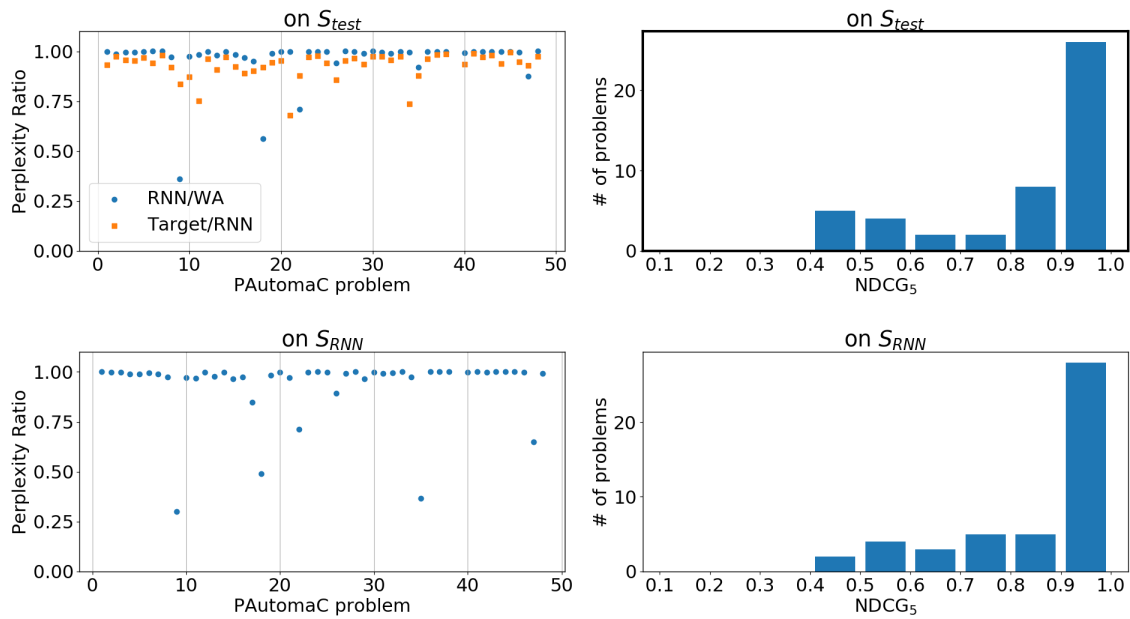 on S_test
1.00
0.75
0.50
0.25
0.00
Perplexity Ratio
RNN/WA
Target/RNN
0 10 20 30 40 50
PAutomaC problem
on S_test
20
10
0
# of problems
0.1 0.2 0.3 0.4 0.5 0.6 0.7 0.8 0.9 1.0
NDCG₅
on S_RNN
1.00
0.75
0.50
0.25
0.00
Perplexity Ratio
0 10 20 30 40 50
PAutomaC problem
on S_RNN
20
10
0
# of problems
0.1 0.2 0.3 0.4 0.5 0.6 0.7 0.8 0.9 1.0
NDCG₅